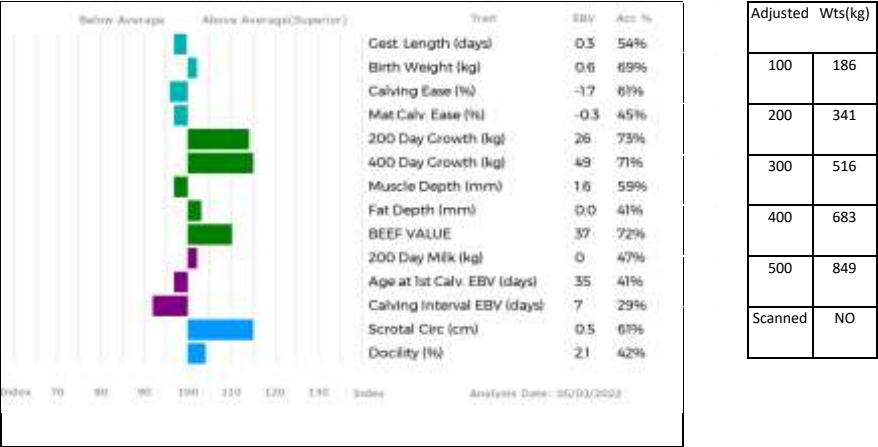 Below Average Above Average(Superior) Trait EBV Acc %
Gest. Length (days) 0.3 54%
Birth Weight (kg) 0.6 69%
Calving Ease (%) -1.7 61%
Mat Calv. Ease (%) -0.3 45%
200 Day Growth (kg) 26 73%
400 Day Growth (kg) 49 71%
Muscle Depth (mm) 1.6 59%
Fat Depth (mm) 0.0 41%
BEEF VALUE 37 72%
200 Day Milk (kg) 0 47%
Age at 1st Calv. EBV (days) 35 41%
Calving Interval EBV (days) 7 29%
Scrotal Circ (cm) 0.5 61%
Docility (%) 2.1 42%
Index 70 80 90 100 110 120 130 Index Analysis Date:
Adjusted Wts(kg)
100 186
200 341
300 516
400 683
500 849
Scanned NO